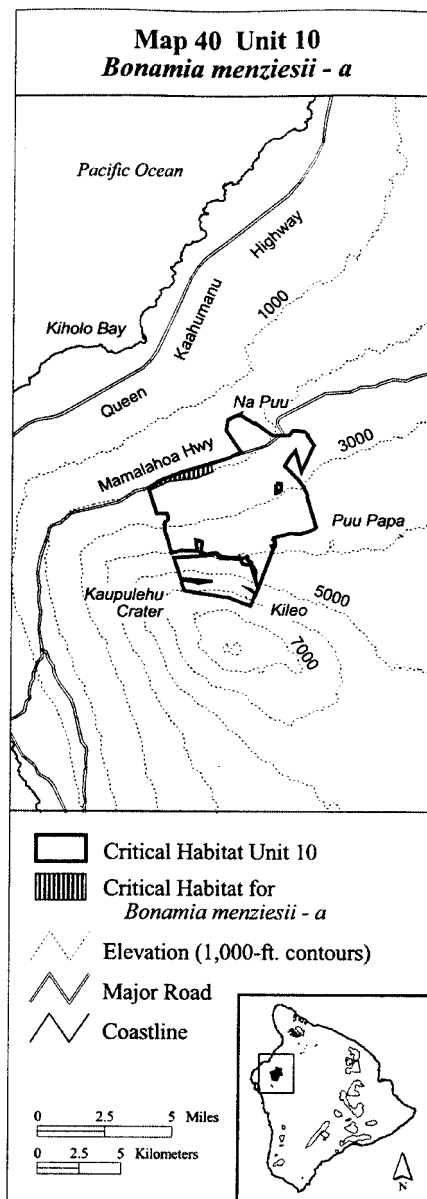 Map 40 Unit 10
Bonamia menziesii - a
Pacific Ocean
Highway
Kaahumanu
1000
Kiholo Bay
Queen
Na Puu
Mamalahoa Hwy
3000
Puu Papa
Kaupulehu
Crater
Kileo
5000
7000
Critical Habitat Unit 10
Critical Habitat for
Bonamia menziesii - a
Elevation (1,000-ft. contours)
Major Road
Coastline
0 2.5 5 Miles
0 2.5 5 Kilometers
N